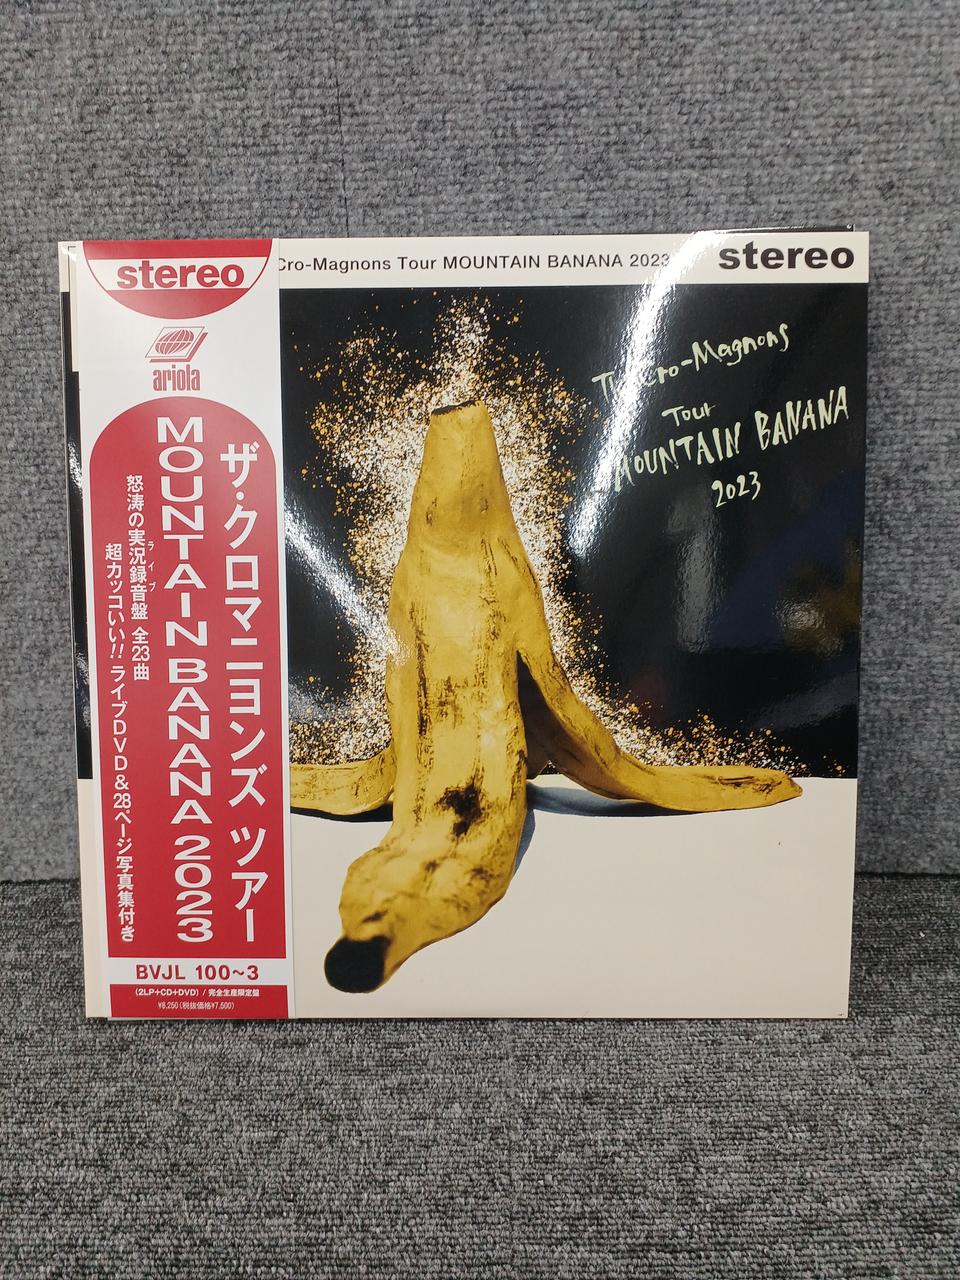 stereo
ariola
ザ・クロマニヨンズ ツアー
MOUNTAIN BANANA 2023
怒涛の実況録音盤 全23曲
ライブ
超カッコいい!! ライブDVD&28ページ写真集付き
BVJL 100~3
(2LP+CD+DVD) / 完全生産限定盤
¥8,250(税抜価格¥7,500)
Cro-Magnons Tour MOUNTAIN BANANA 2023
stereo
The Cro-Magnons
Tour
MOUNTAIN BANANA
2023